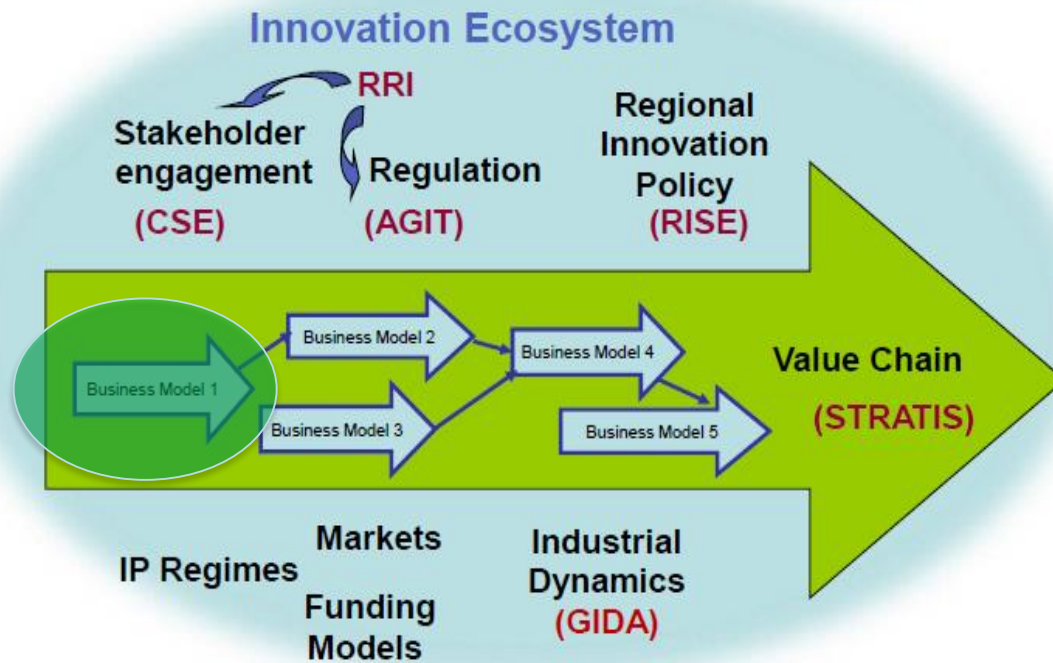 Innovation Ecosystem
RRI
Stakeholder
engagement
(CSE)
Regulation
(AGIT)
Regional
Innovation
Policy
(RISE)
Business Model 1
Business Model 2
Business Model 3
Business Model 4
Business Model 5
Value Chain
(STRATIS)
IP Regimes
Markets
Funding
Models
Industrial
Dynamics
(GIDA)